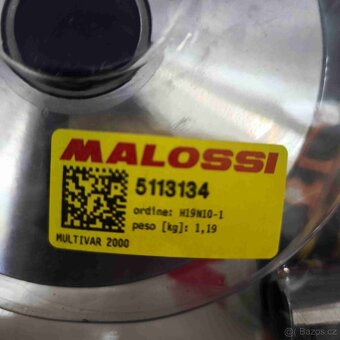 MALOSSI
5113134
ordine: H19N10-1
peso [kg]: 1,19
MULTIVAR 2000
Bazos.cz